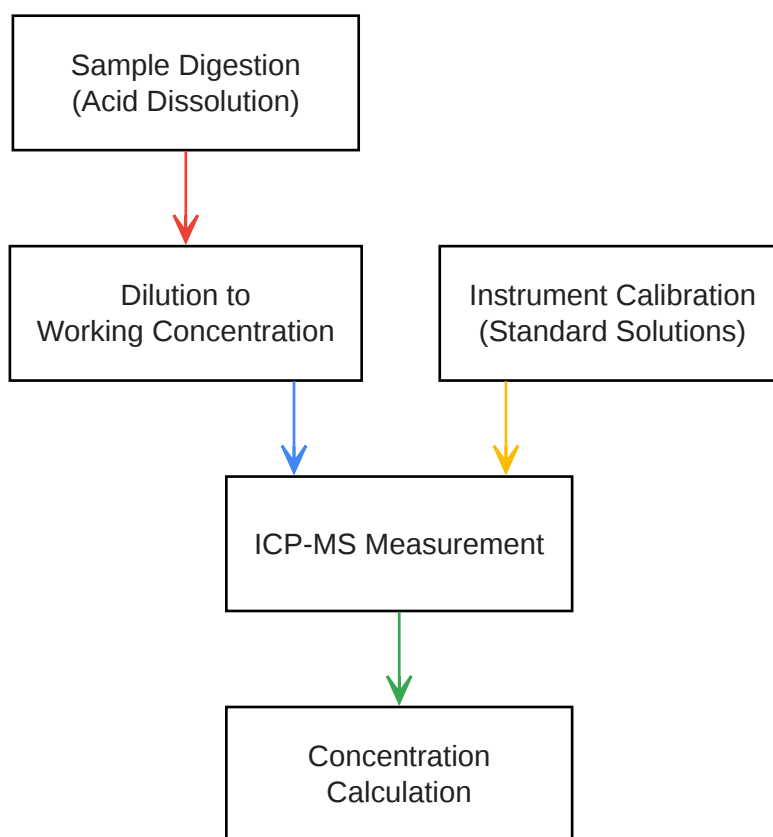 Sample Digestion
(Acid Dissolution)
Dilution to
Working Concentration
Instrument Calibration
(Standard Solutions)
ICP-MS Measurement
Concentration
Calculation